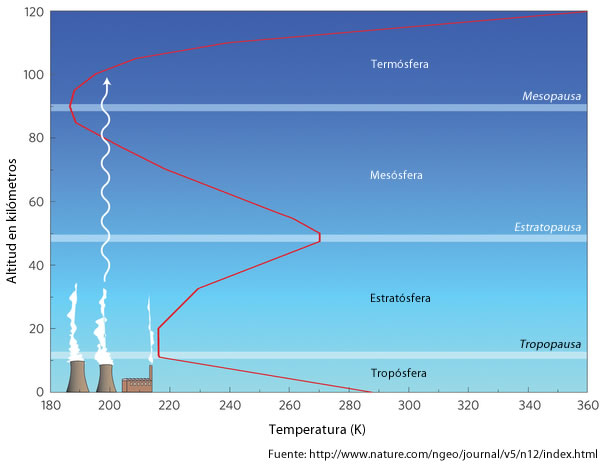 120
100
80
60
40
20
0
Altitud en kilómetros
Termósfera
Mesopausa
Mesósfera
Estratopausa
Estratósfera
Tropopausa
Tropósfera
180 200 220 240 260 280 300 320 340 360
Temperatura (K)
Fuente: http://www.nature.com/ngeo/journal/v5/n12/index.html